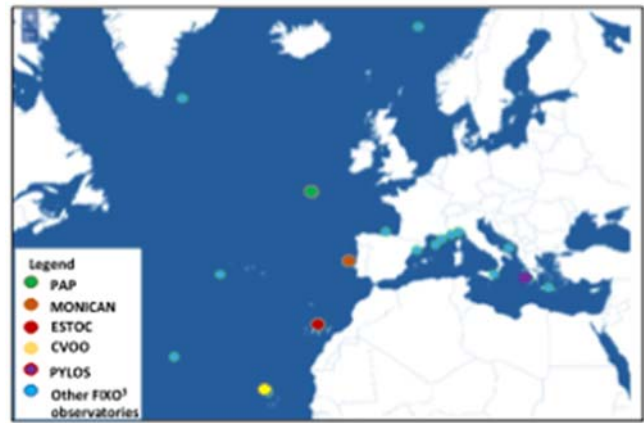 Legend
PAP
MONICAN
ESTOC
CVOO
PYLOS
Other FIXO³
observatories